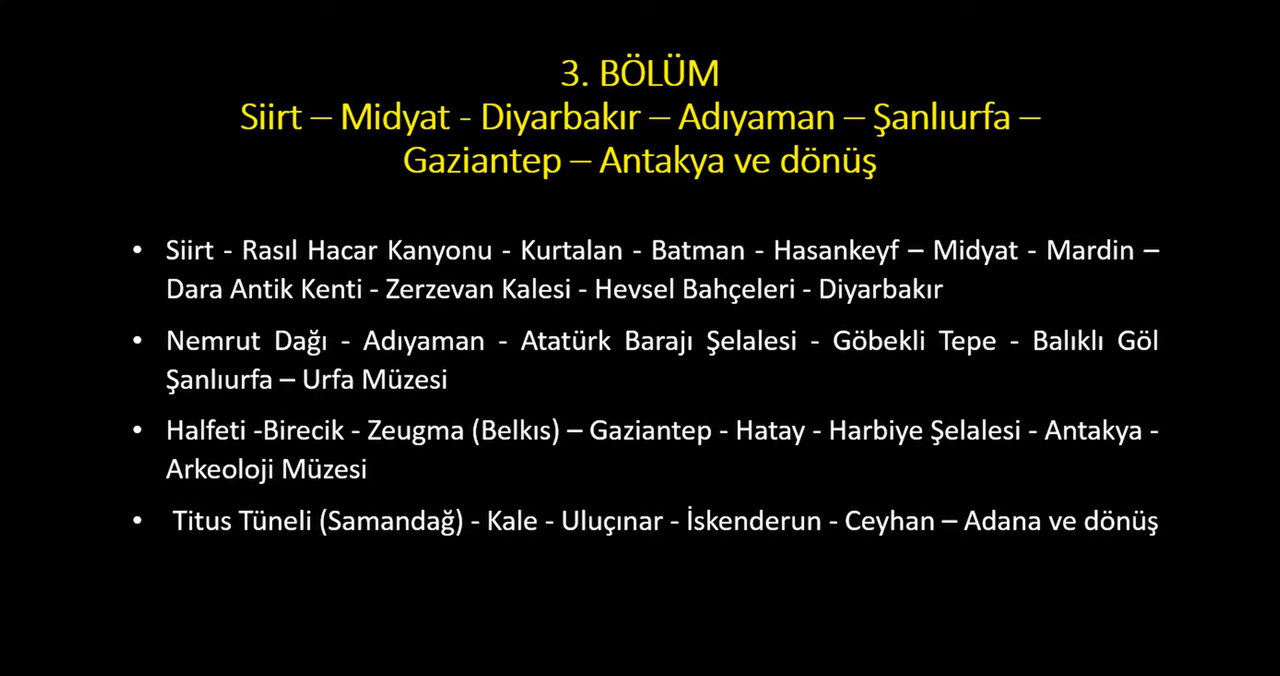 3. BÖLÜM
Siirt – Midyat - Diyarbakır – Adıyaman – Şanlıurfa –
Gaziantep – Antakya ve dönüş
• Siirt - Rasıl Hacar Kanyonu - Kurtalan - Batman - Hasankeyf – Midyat - Mardin –
Dara Antik Kenti - Zerzevan Kalesi - Hevsel Bahçeleri - Diyarbakır
• Nemrut Dağı - Adıyaman - Atatürk Barajı Şelalesi - Göbekli Tepe - Balıklı Göl
Şanlıurfa – Urfa Müzesi
• Halfeti -Birecik - Zeugma (Belkıs) – Gaziantep - Hatay - Harbiye Şelalesi - Antakya -
Arkeoloji Müzesi
• Titus Tüneli (Samandağ) - Kale - Uluçınar - İskenderun - Ceyhan – Adana ve dönüş